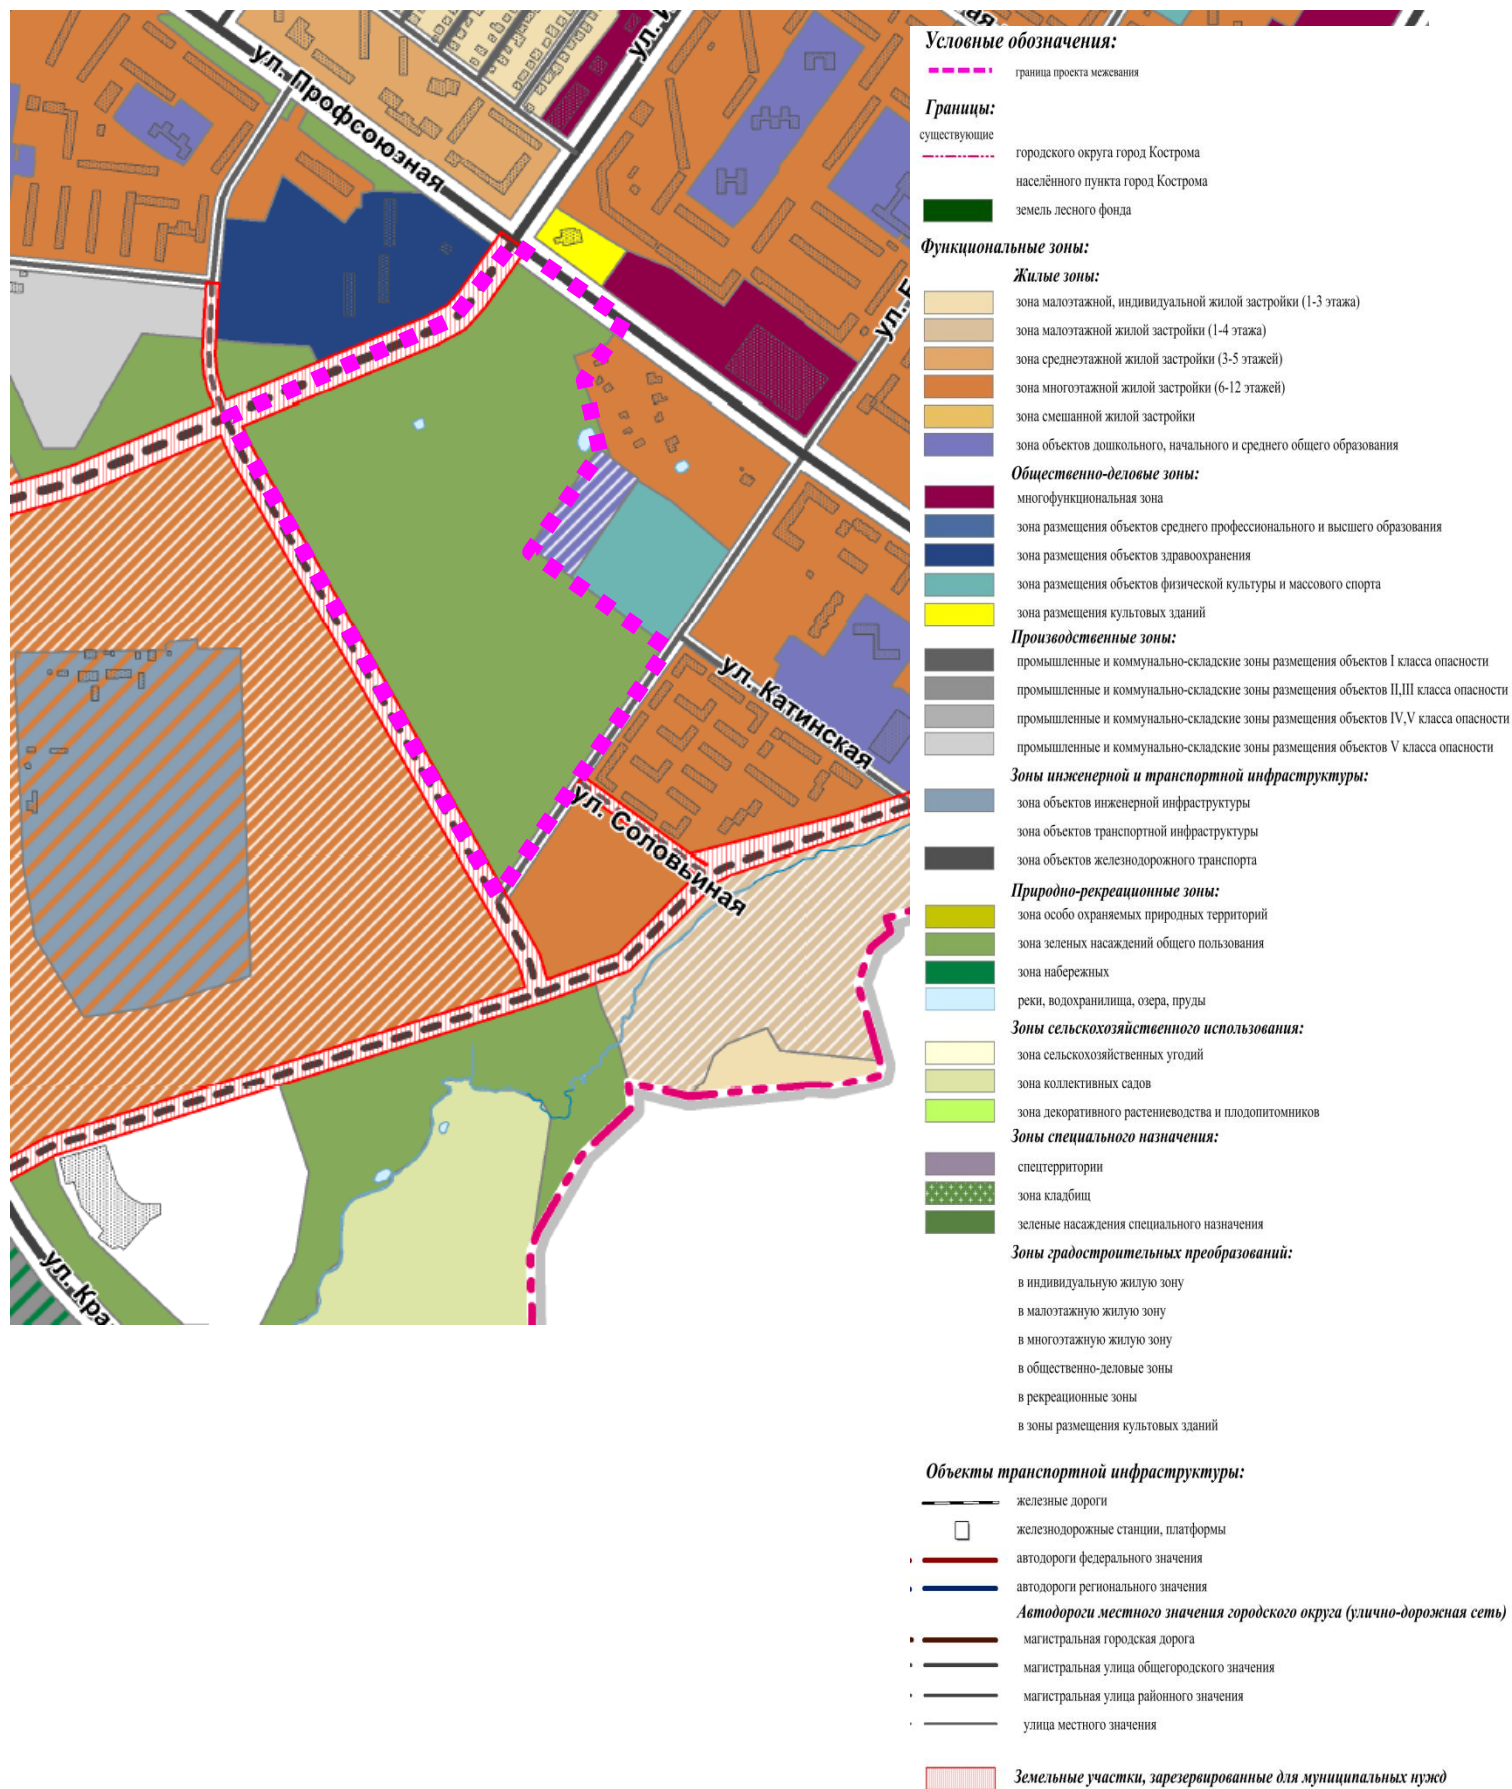 ул. Профсоюзная
ул. Катинская
ул. Соловьиная
ул. Кра
Условные обозначения:
граница проекта межевания
Границы:
существующие
городского округа город Кострома
населённого пункта город Кострома
земель лесного фонда
Функциональные зоны:
Жилые зоны:
зона малоэтажной, индивидуальной жилой застройки (1-3 этажа)
зона малоэтажной жилой застройки (1-4 этажа)
зона среднеэтажной жилой застройки (3-5 этажей)
зона многоэтажной жилой застройки (6-12 этажей)
зона смешанной жилой застройки
зона объектов дошкольного, начального и среднего общего образования
Общественно-деловые зоны:
многофункциональная зона
зона размещения объектов среднего профессионального и высшего образования
зона размещения объектов здравоохранения
зона размещения объектов физической культуры и массового спорта
зона размещения культовых зданий
Производственные зоны:
промышленные и коммунально-складские зоны размещения объектов I класса опасности
промышленные и коммунально-складские зоны размещения объектов II,III класса опасности
промышленные и коммунально-складские зоны размещения объектов IV,V класса опасности
промышленные и коммунально-складские зоны размещения объектов V класса опасности
Зоны инженерной и транспортной инфраструктуры:
зона объектов инженерной инфраструктуры
зона объектов транспортной инфраструктуры
зона объектов железнодорожного транспорта
Природно-рекреационные зоны:
зона особо охраняемых природных территорий
зона зеленых насаждений общего пользования
зона набережных
реки, водохранилища, озера, пруды
Зоны сельскохозяйственного использования:
зона сельскохозяйственных угодий
зона коллективных садов
зона декоративного растениеводства и плодопитомников
Зоны специального назначения:
спецтерритории
зона кладбищ
зеленые насаждения специального назначения
Зоны градостроительных преобразований:
в индивидуальную жилую зону
в малоэтажную жилую зону
в многоэтажную жилую зону
в общественно-деловые зоны
в рекреационные зоны
в зоны размещения культовых зданий
Объекты транспортной инфраструктуры:
железные дороги
железнодорожные станции, платформы
автодороги федерального значения
автодороги регионального значения
Автодороги местного значения городского округа (улично-дорожная сеть)
магистральная городская дорога
магистральная улица общегородского значения
магистральная улица районного значения
улица местного значения
Земельные участки, зарезервированные для муниципальных нужд